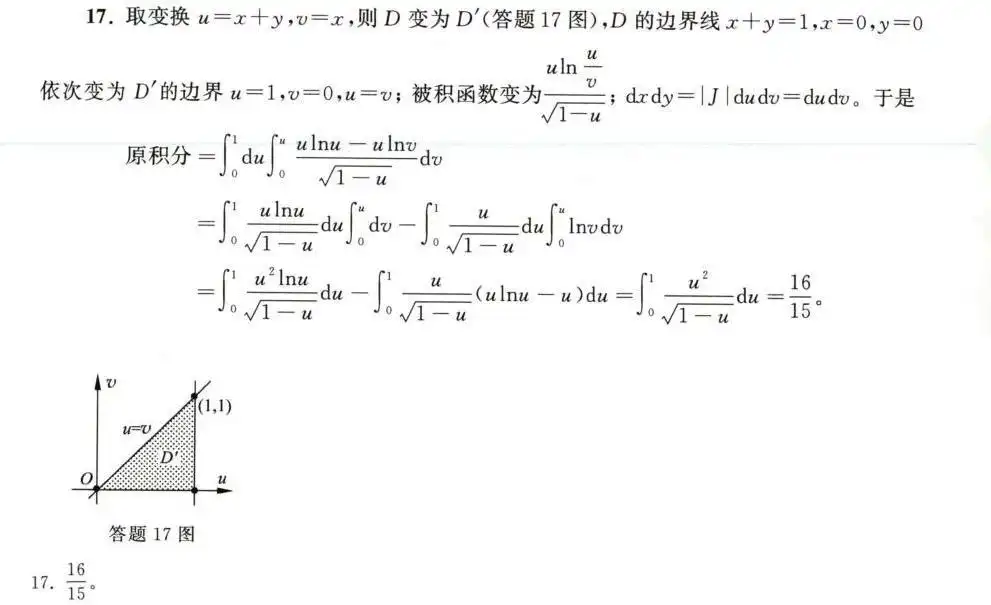 17. 取变换 u=x+y,v=x,则 D 变为 D′(答题 17 图),D 的边界线 x+y=1,x=0,y=0
依次变为 D′的边界 u=1,v=0,u=v; 被积函数变为 \frac{u\ln\frac{u}{v}}{\sqrt{1-u}}; dxdy=|J|dudv=dudv。于是
原积分 =\int_0^1 du\int_0^u \frac{u\ln u-u\ln v}{\sqrt{1-u}}dv
=\int_0^1 \frac{u\ln u}{\sqrt{1-u}}du\int_0^u dv-\int_0^1 \frac{u}{\sqrt{1-u}}du\int_0^u \ln vdv
=\int_0^1 \frac{u^2\ln u}{\sqrt{1-u}}du-\int_0^1 \frac{u}{\sqrt{1-u}}(u\ln u-u)du=\int_0^1 \frac{u^2}{\sqrt{1-u}}du=\frac{16}{15}。
v
(1,1)
u=v
D′
O
u
答题 17 图
17. \frac{16}{15}。